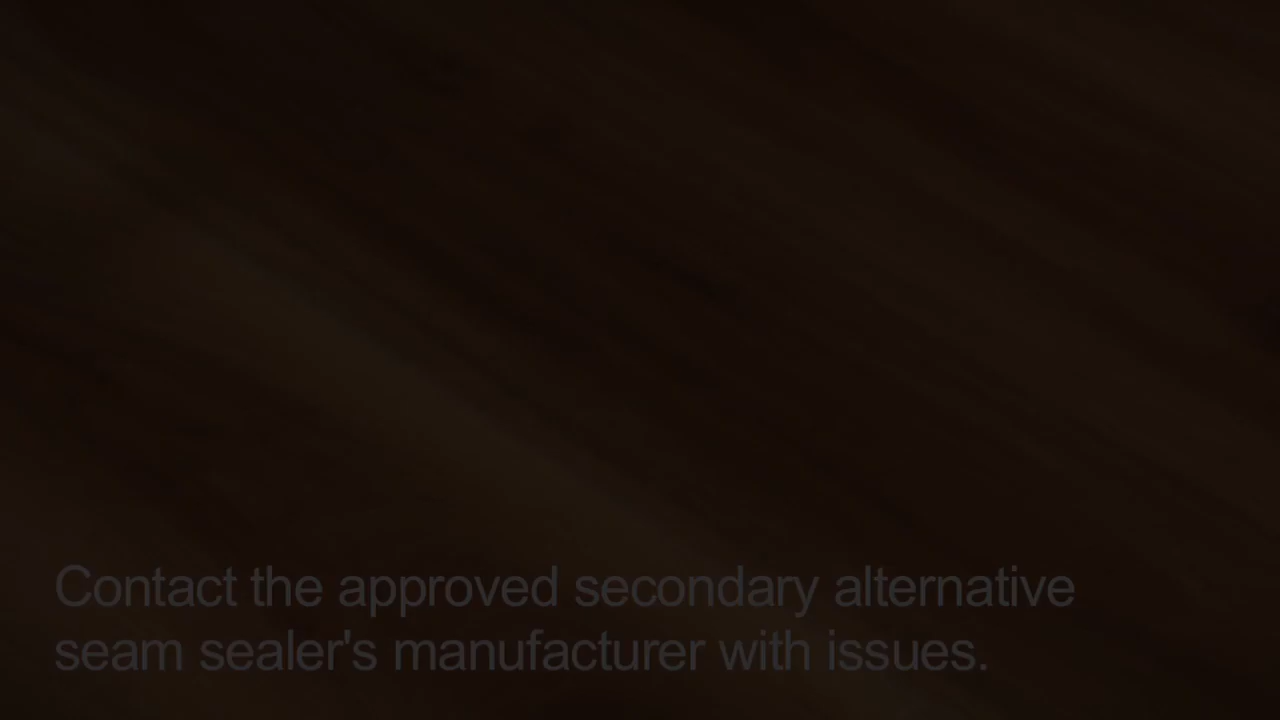 Contact the approved secondary alternative
seam sealer's manufacturer with issues.